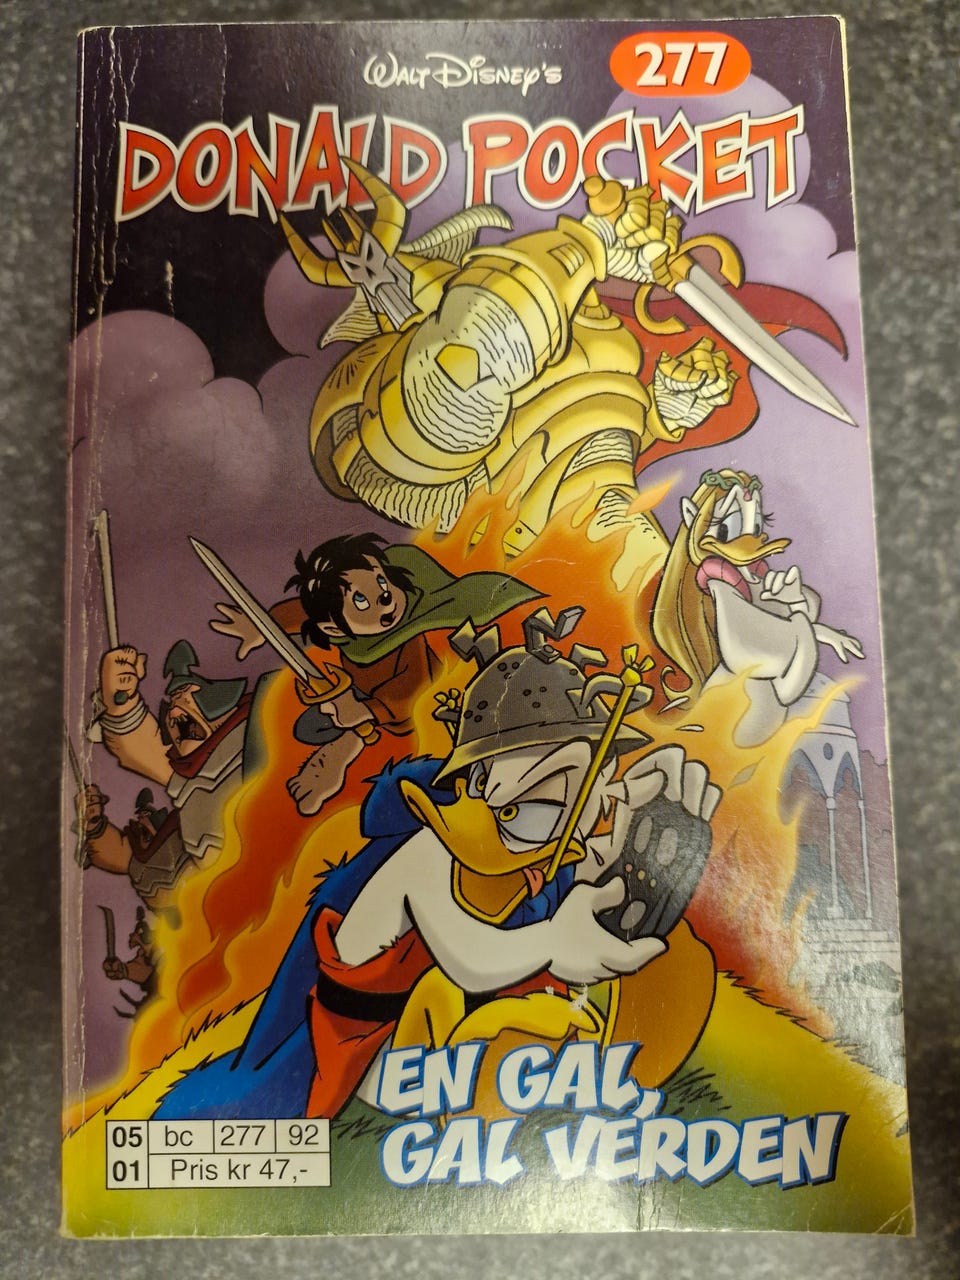 WALT DISNEY'S
277
DONALD POCKET
EN GAL,
GAL VERDEN
05 bc 277 92
01 Pris kr 47,-